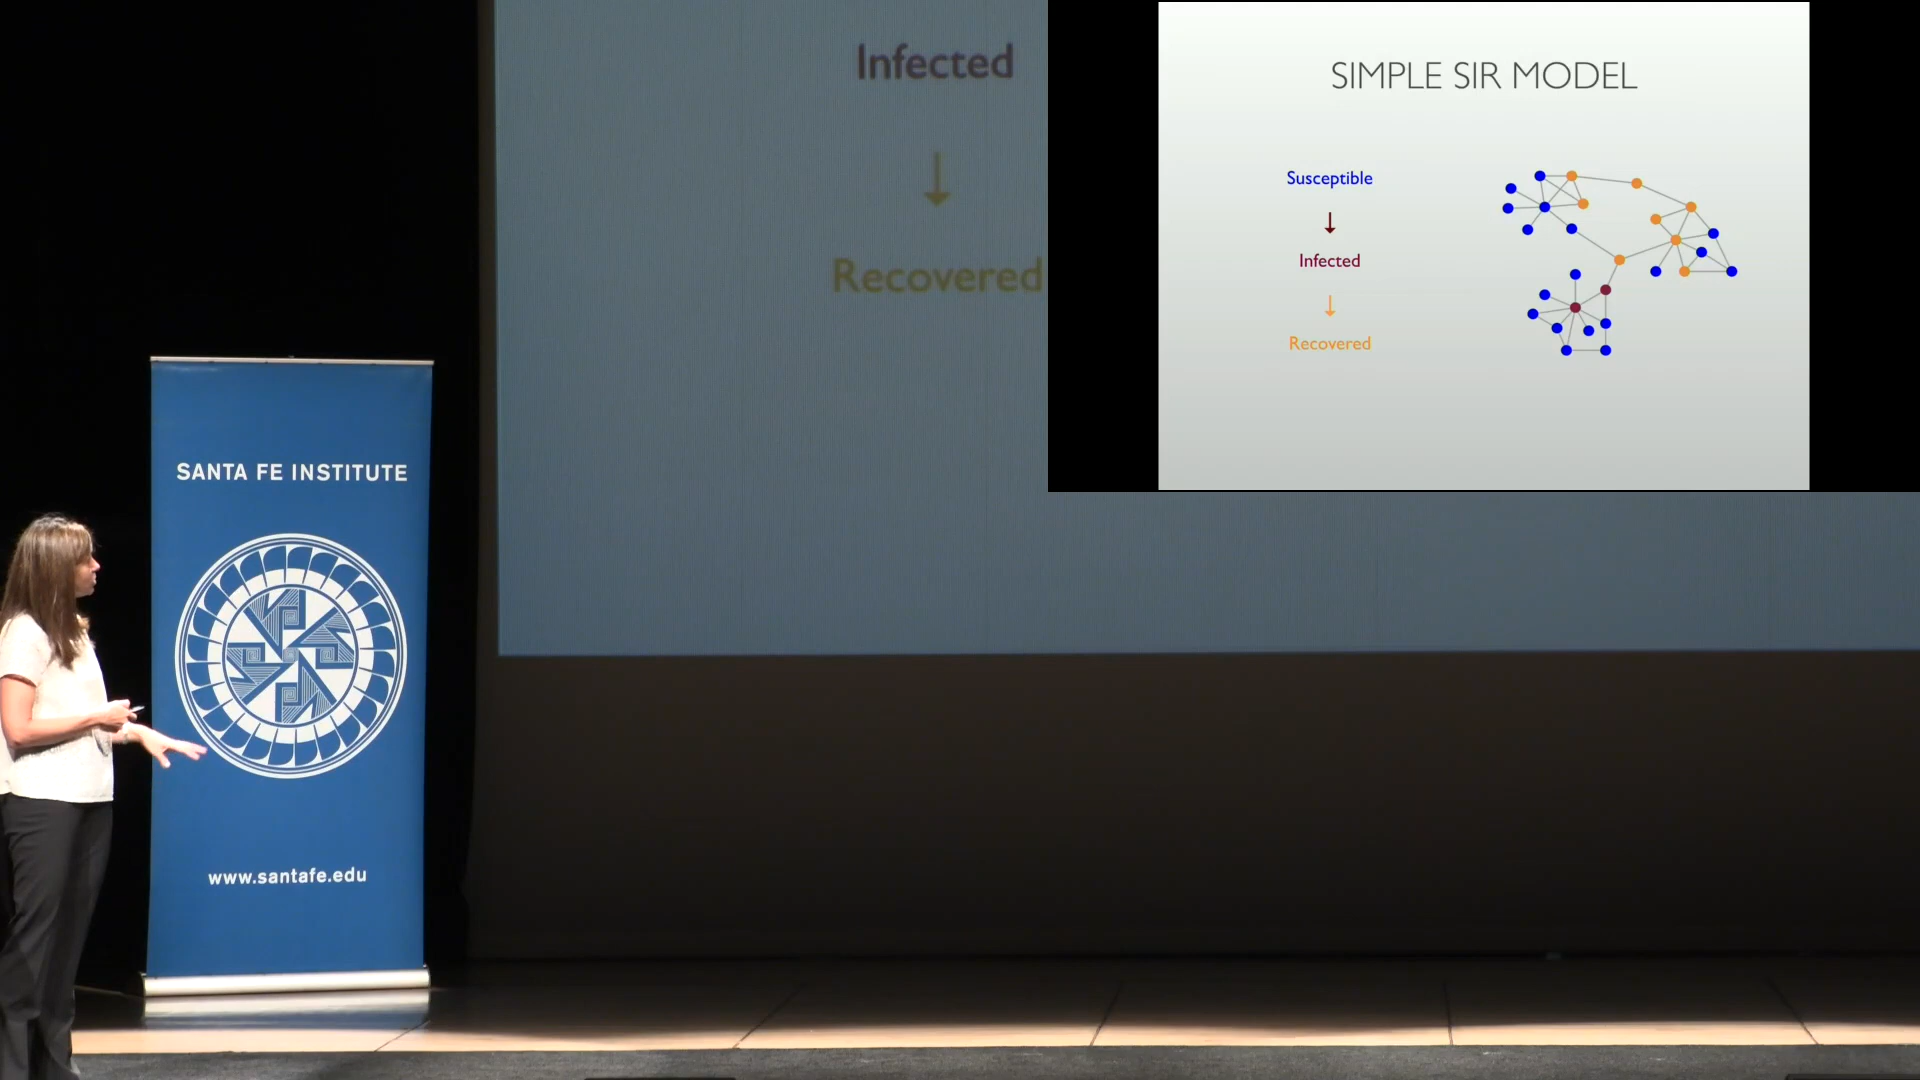 Infected
↓
Recovered
SIMPLE SIR MODEL
Susceptible
↓
Infected
↓
Recovered
SANTA FE INSTITUTE
www.santafe.edu